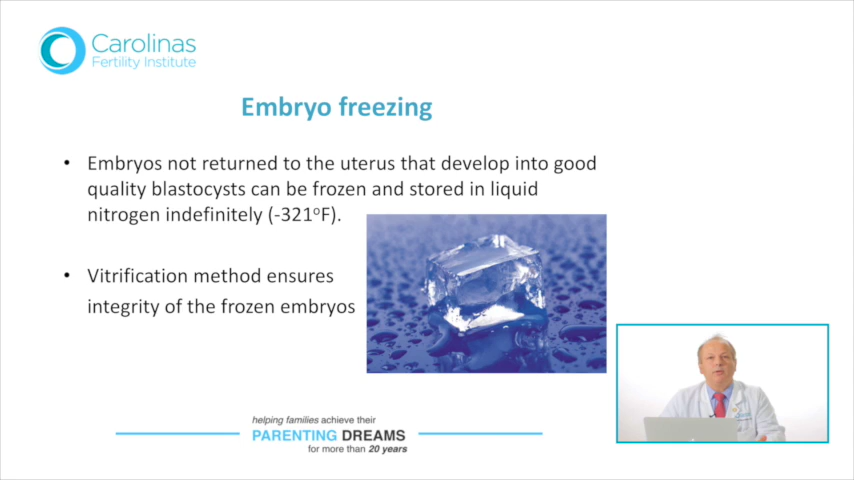 Carolinas
Fertility Institute
Embryo freezing
• Embryos not returned to the uterus that develop into good
quality blastocysts can be frozen and stored in liquid
nitrogen indefinitely (-321°F).
• Vitrification method ensures
integrity of the frozen embryos
helping families achieve their
PARENTING DREAMS
for more than 20 years